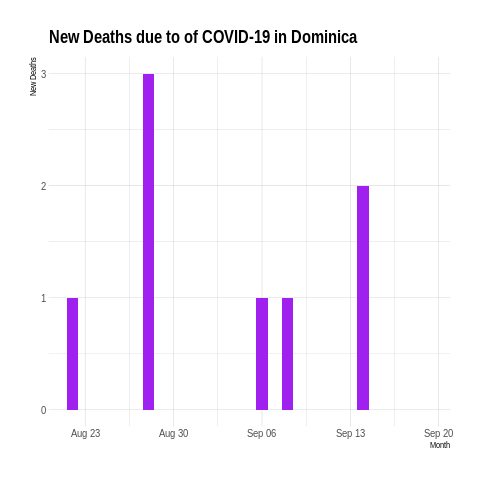 New Deaths due to of COVID-19 in Dominica
New Deaths
3
2
1
0
Aug 23
Aug 30
Sep 06
Sep 13
Sep 20
Month